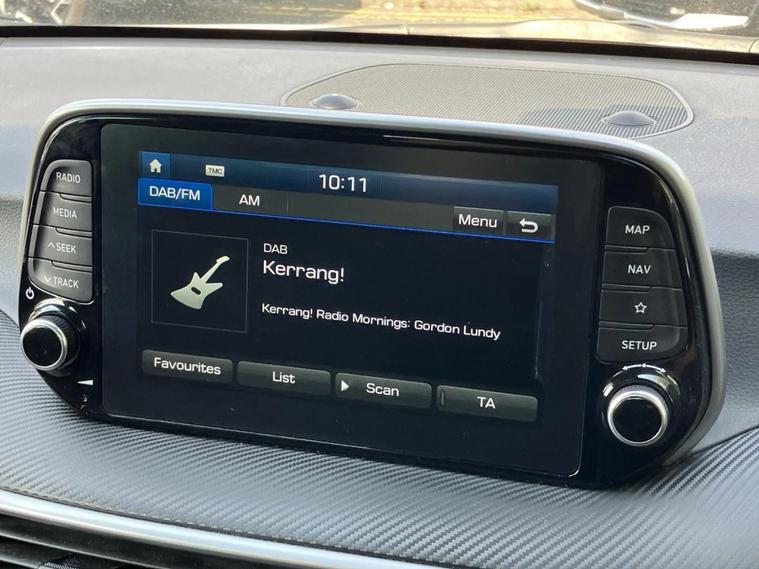 RADIO
MEDIA
SEEK
TRACK
TMC
10:11
DAB/FM
AM
Menu
DAB
Kerrang!
Kerrang! Radio Mornings: Gordon Lundy
Favourites
List
Scan
TA
MAP
NAV
SETUP